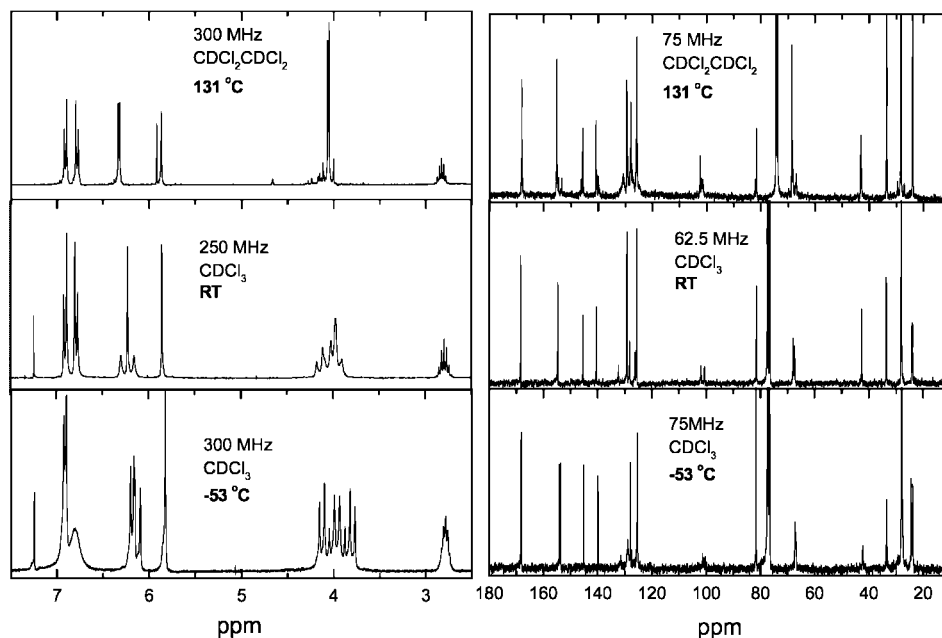 300 MHz
CDCl₂CDCl₂
131 °C
250 MHz
CDCl₃
RT
300 MHz
CDCl₃
-53 °C
7 6 5 4 3
ppm
75 MHz
CDCl₂CDCl₂
131 °C
62.5 MHz
CDCl₃
RT
75MHz
CDCl₃
-53 °C
180 160 140 120 100 80 60 40 20
ppm